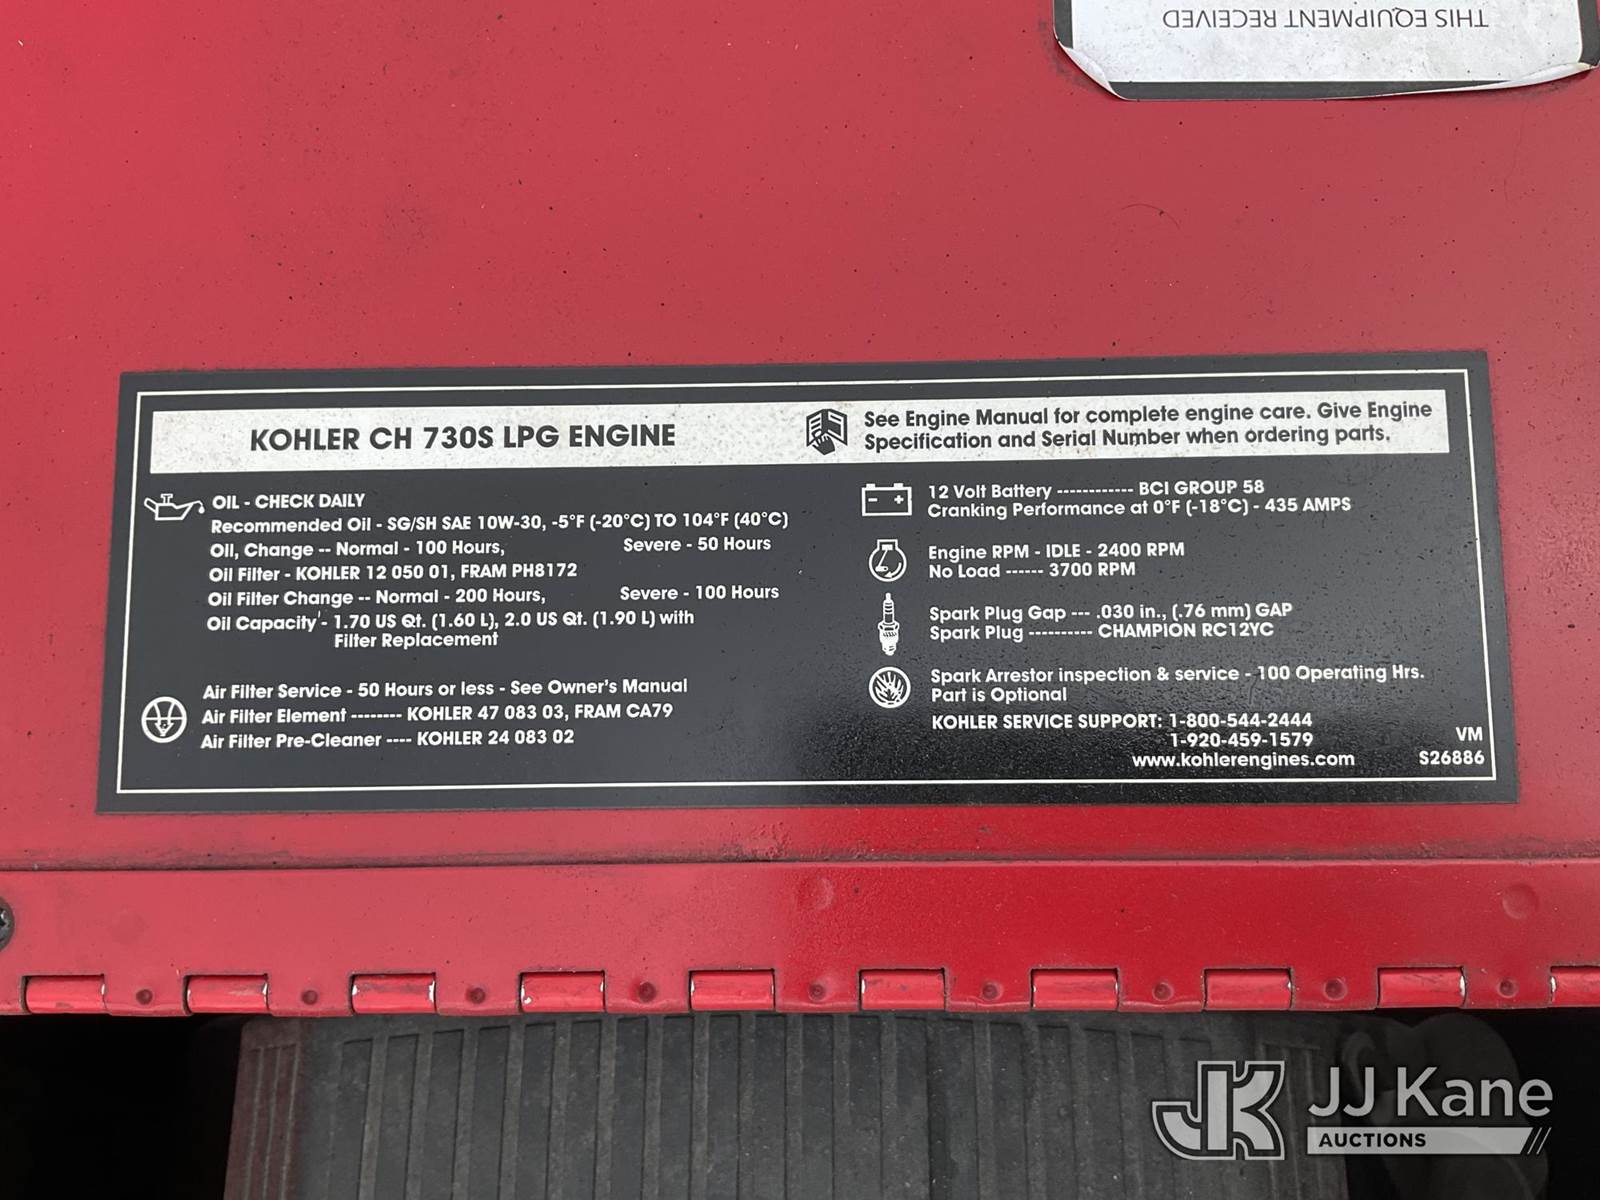 THIS EQUIPMENT RECEIVED
KOHLER CH 730S LPG ENGINE
See Engine Manual for complete engine care. Give Engine
Specification and Serial Number when ordering parts.
OIL - CHECK DAILY
Recommended Oil - SG/SH SAE 10W-30, -5°F (-20°C) TO 104°F (40°C)
Oil, Change -- Normal - 100 Hours, Severe - 50 Hours
Oil Filter - KOHLER 12 050 01, FRAM PH8172
Oil Filter Change -- Normal - 200 Hours, Severe - 100 Hours
Oil Capacity - 1.70 US Qt. (1.60 L), 2.0 US Qt. (1.90 L) with
Filter Replacement
Air Filter Service - 50 Hours or less - See Owner's Manual
Air Filter Element -------- KOHLER 47 083 03, FRAM CA79
Air Filter Pre-Cleaner ---- KOHLER 24 083 02
12 Volt Battery ------------ BCI GROUP 58
Cranking Performance at 0°F (-18°C) - 435 AMPS
Engine RPM - IDLE - 2400 RPM
No Load ------ 3700 RPM
Spark Plug Gap --- .030 in., (.76 mm) GAP
Spark Plug ---------- CHAMPION RC12YC
Spark Arrestor inspection & service - 100 Operating Hrs.
Part is Optional
KOHLER SERVICE SUPPORT: 1-800-544-2444
1-920-459-1579
www.kohlerengines.com
VM
S26886
JK JJ Kane
AUCTIONS